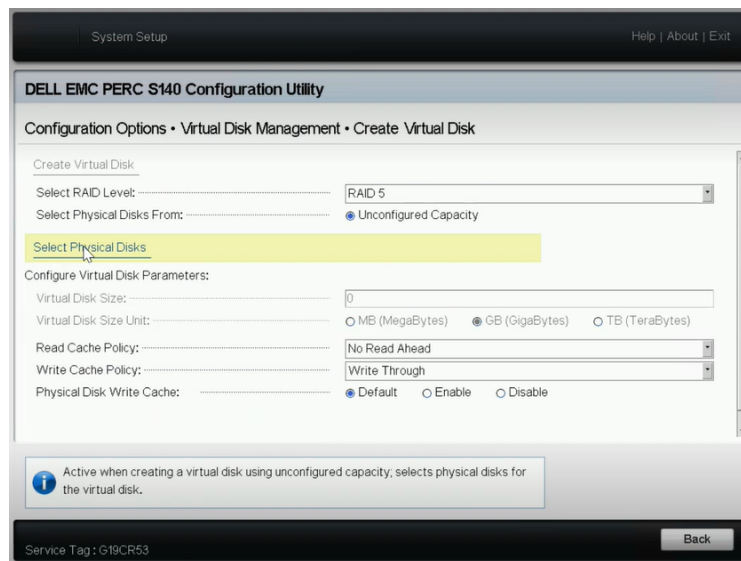 System Setup
Help | About | Exit
DELL EMC PERC S140 Configuration Utility
Configuration Options • Virtual Disk Management • Create Virtual Disk
Create Virtual Disk
Select RAID Level: RAID 5
Select Physical Disks From: Unconfigured Capacity
Select Physical Disks
Configure Virtual Disk Parameters:
Virtual Disk Size: 0
Virtual Disk Size Unit: MB (MegaBytes) GB (GigaBytes) TB (TeraBytes)
Read Cache Policy: No Read Ahead
Write Cache Policy: Write Through
Physical Disk Write Cache: Default Enable Disable
Active when creating a virtual disk using unconfigured capacity; selects physical disks for
the virtual disk.
Back
Service Tag : G19CR53